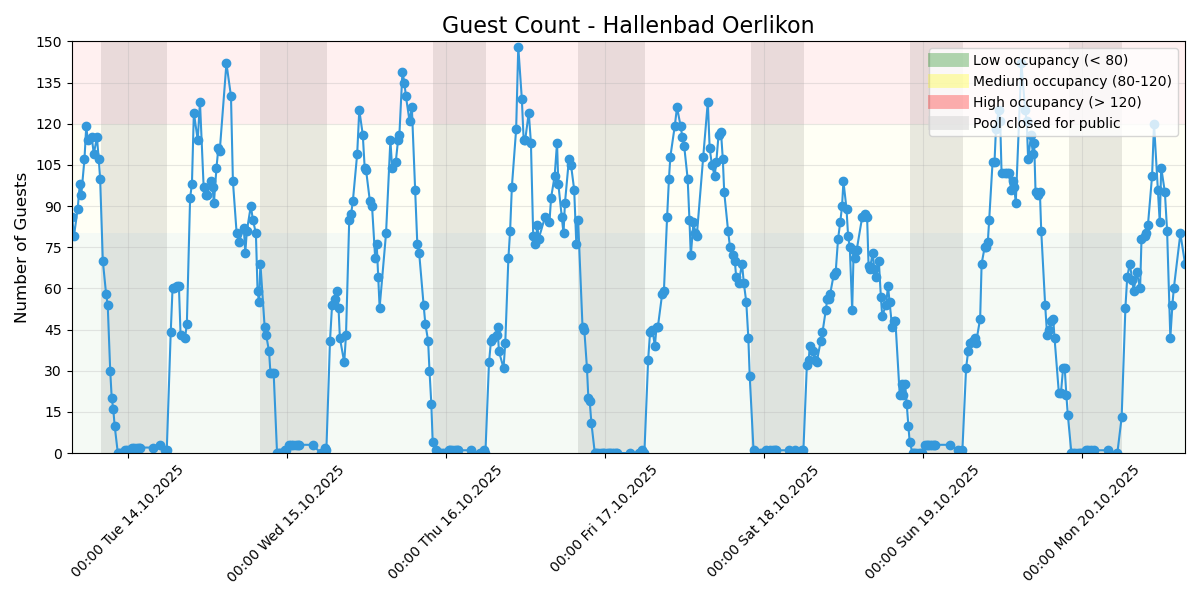 Guest Count - Hallenbad Oerlikon
Number of Guests
150
135
120
105
90
75
60
45
30
15
0
Low occupancy (< 80)
Medium occupancy (80-120)
High occupancy (> 120)
Pool closed for public
00:00 Tue 14.10.2025
00:00 Wed 15.10.2025
00:00 Thu 16.10.2025
00:00 Fri 17.10.2025
00:00 Sat 18.10.2025
00:00 Sun 19.10.2025
00:00 Mon 20.10.2025